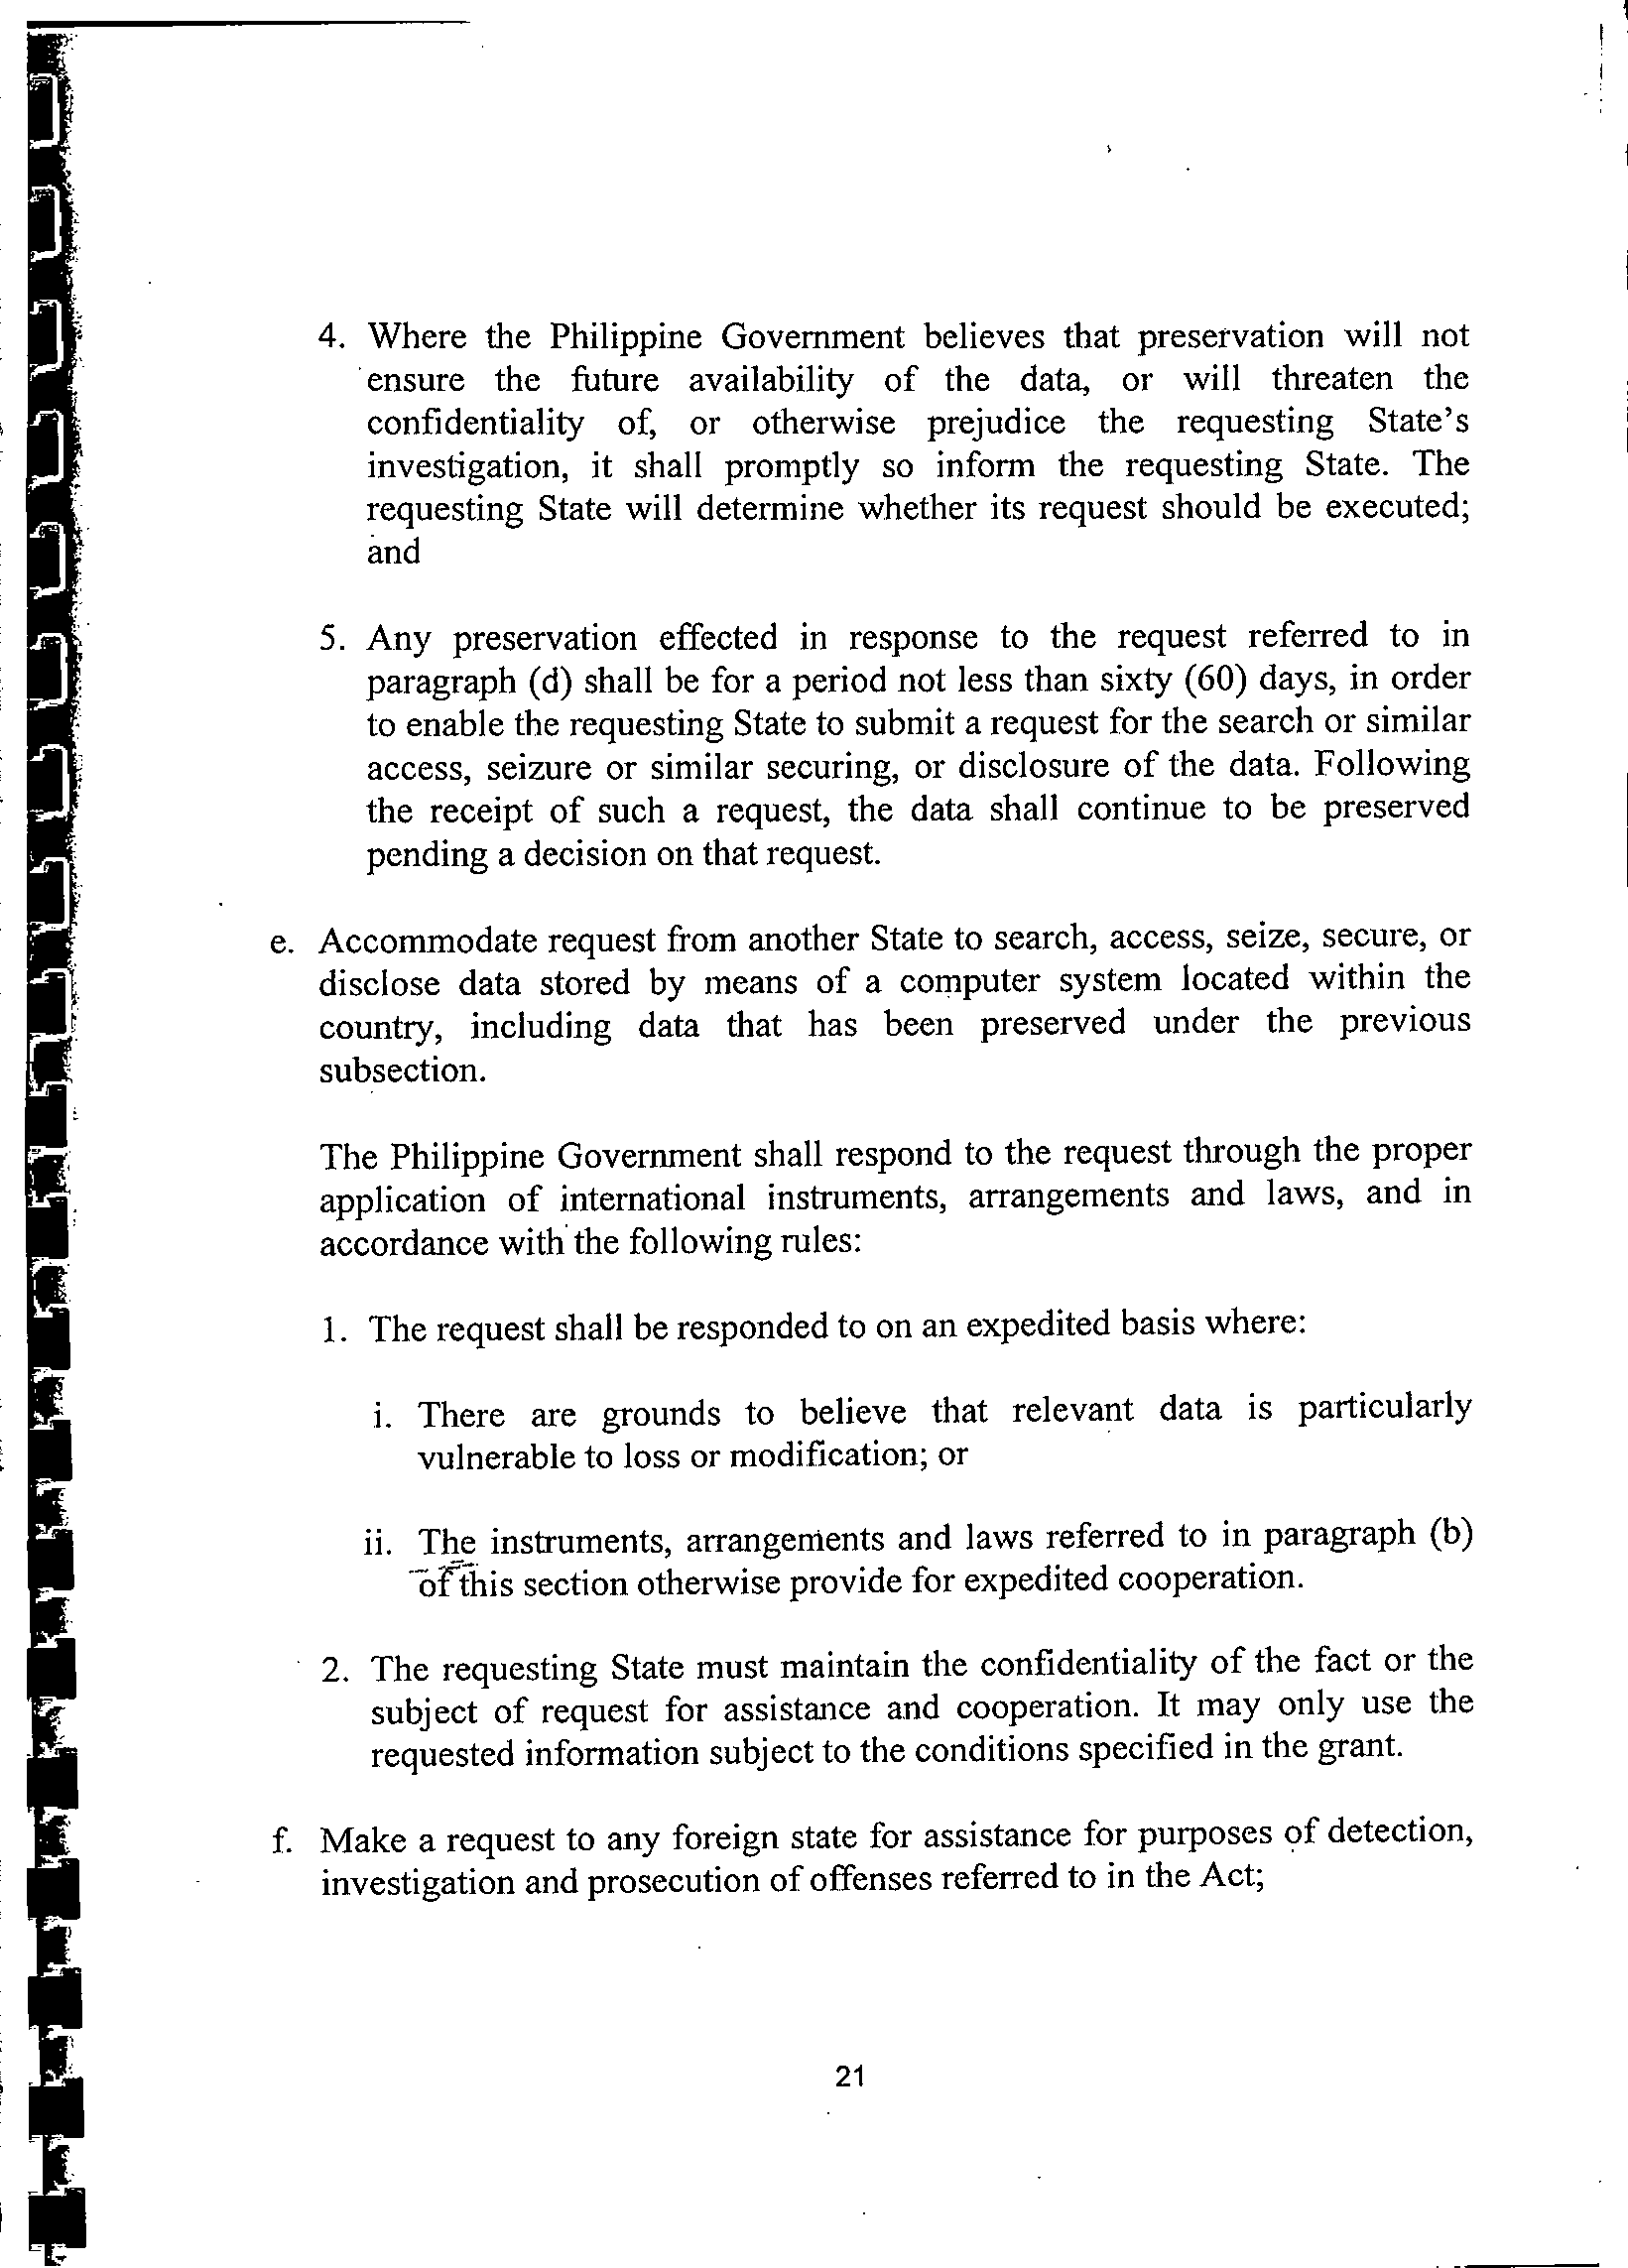 4. Where the Philippine Government believes that preservation will not
ensure the future availability of the data, or will threaten the
confidentiality of, or otherwise prejudice the requesting State's
investigation, it shall promptly so inform the requesting State. The
requesting State will determine whether its request should be executed;
and
5. Any preservation effected in response to the request referred to in
paragraph (d) shall be for a period not less than sixty (60) days, in order
to enable the requesting State to submit a request for the search or similar
access, seizure or similar securing, or disclosure of the data. Following
the receipt of such a request, the data shall continue to be preserved
pending a decision on that request.
e. Accommodate request from another State to search, access, seize, secure, or
disclose data stored by means of a computer system located within the
country, including data that has been preserved under the previous
subsection.
The Philippine Government shall respond to the request through the proper
application of international instruments, arrangements and laws, and in
accordance with the following rules:
1. The request shall be responded to on an expedited basis where:
i. There are grounds to believe that relevant data is particularly
vulnerable to loss or modification; or
ii. The instruments, arrangements and laws referred to in paragraph (b)
of this section otherwise provide for expedited cooperation.
2. The requesting State must maintain the confidentiality of the fact or the
subject of request for assistance and cooperation. It may only use the
requested information subject to the conditions specified in the grant.
f. Make a request to any foreign state for assistance for purposes of detection,
investigation and prosecution of offenses referred to in the Act;
21